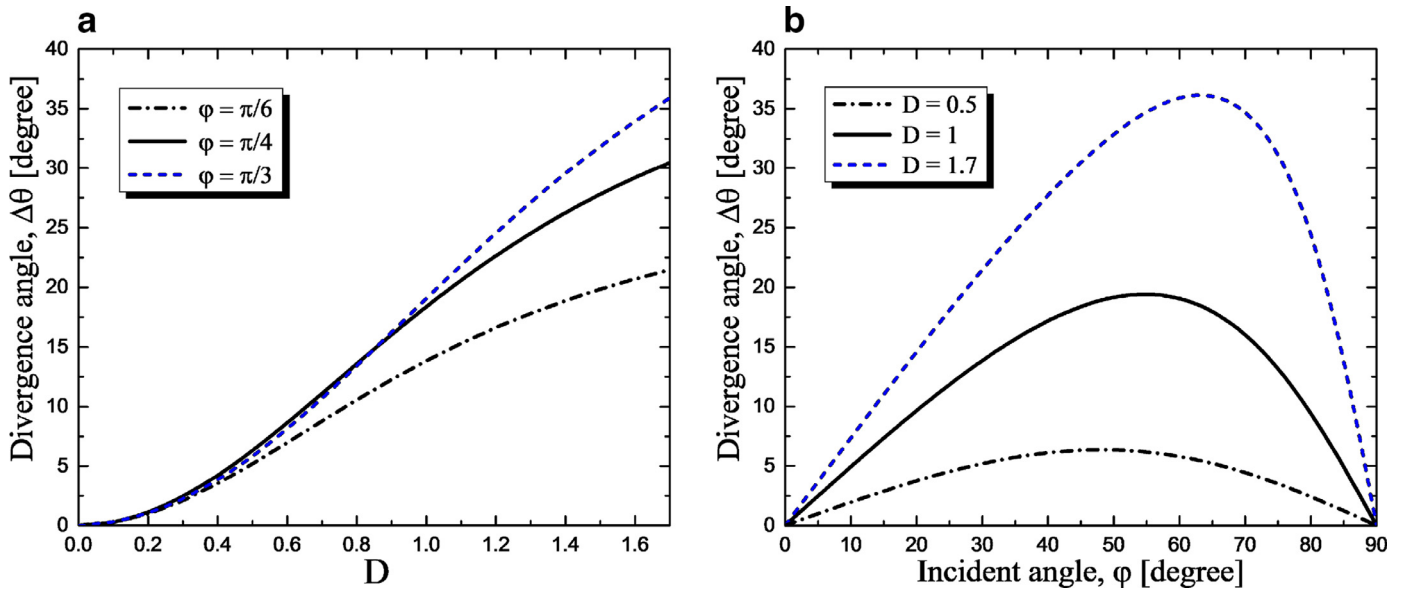 a
Divergence angle, Δθ [degree]
40
35
30
25
20
15
10
5
0
φ = π/6
φ = π/4
φ = π/3
0.0 0.2 0.4 0.6 0.8 1.0 1.2 1.4 1.6
D
b
Divergence angle, Δθ [degree]
40
35
30
25
20
15
10
5
0
D = 0.5
D = 1
D = 1.7
0 10 20 30 40 50 60 70 80 90
Incident angle, φ [degree]